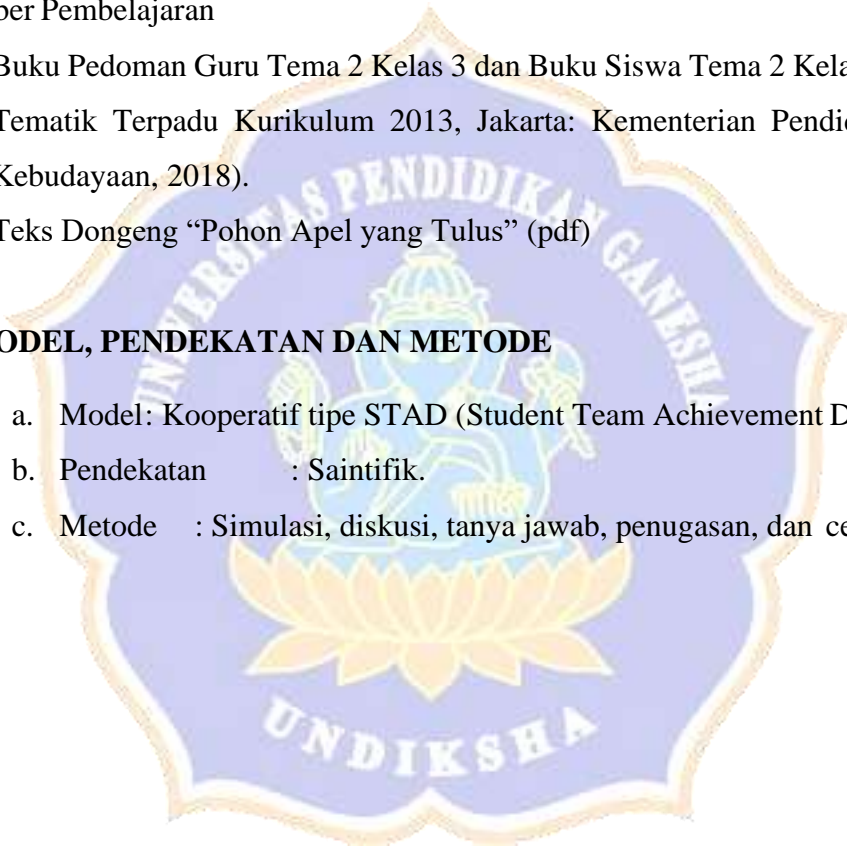 ber Pembelajaran
Buku Pedoman Guru Tema 2 Kelas 3 dan Buku Siswa Tema 2 Kela
Tematik Terpadu Kurikulum 2013, Jakarta: Kementerian Pendi
Kebudayaan, 2018).
Teks Dongeng “Pohon Apel yang Tulus” (pdf)
ODEL, PENDEKATAN DAN METODE
a. Model: Kooperatif tipe STAD (Student Team Achievement D
b. Pendekatan : Saintifik.
c. Metode : Simulasi, diskusi, tanya jawab, penugasan, dan ce
UNIVERSITAS PENDIDIKAN GANESHA
UNDIKSHA